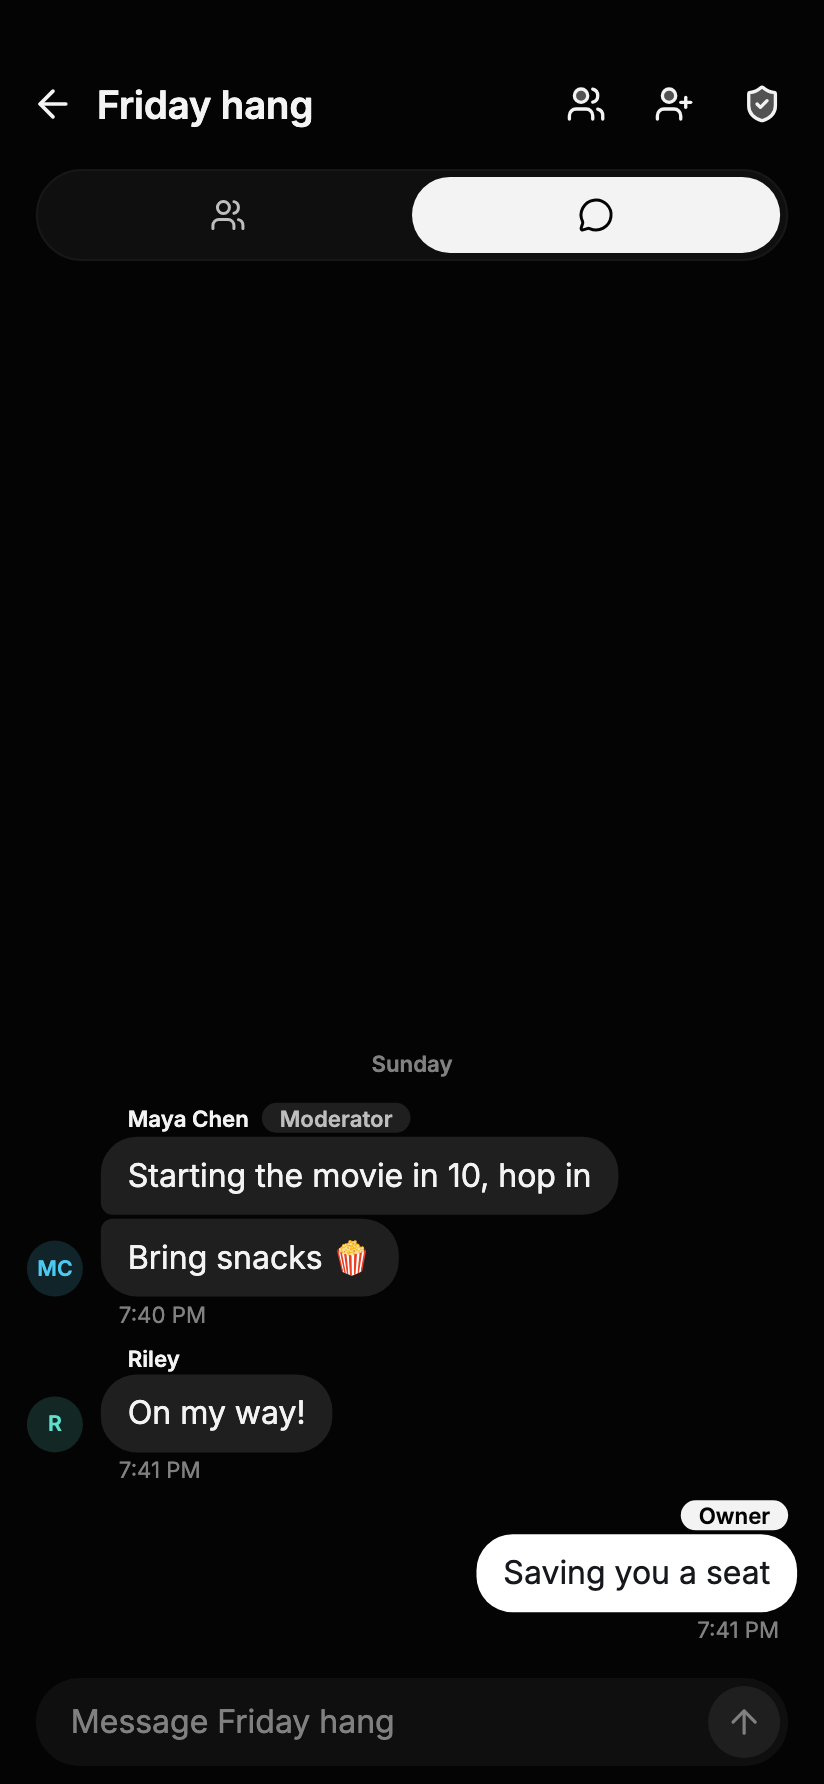 Friday hang
Sunday
Maya Chen Moderator
Starting the movie in 10, hop in
Bring snacks 🍿
MC
7:40 PM
Riley
On my way!
R
7:41 PM
Owner
Saving you a seat
7:41 PM
Message Friday hang